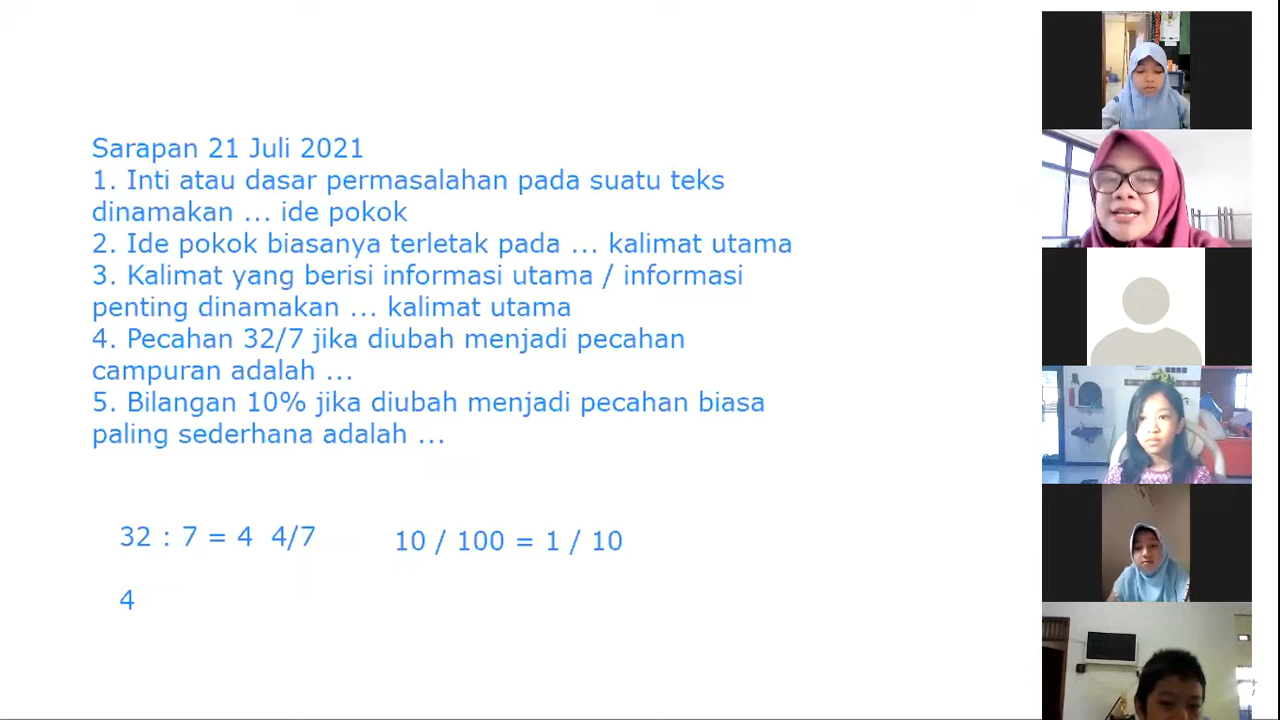 Sarapan 21 Juli 2021
1. Inti atau dasar permasalahan pada suatu teks
dinamakan ... ide pokok
2. Ide pokok biasanya terletak pada ... kalimat utama
3. Kalimat yang berisi informasi utama / informasi
penting dinamakan ... kalimat utama
4. Pecahan 32/7 jika diubah menjadi pecahan
campuran adalah ...
5. Bilangan 10% jika diubah menjadi pecahan biasa
paling sederhana adalah ...
32 : 7 = 4  4/7
10 / 100 = 1 / 10
4